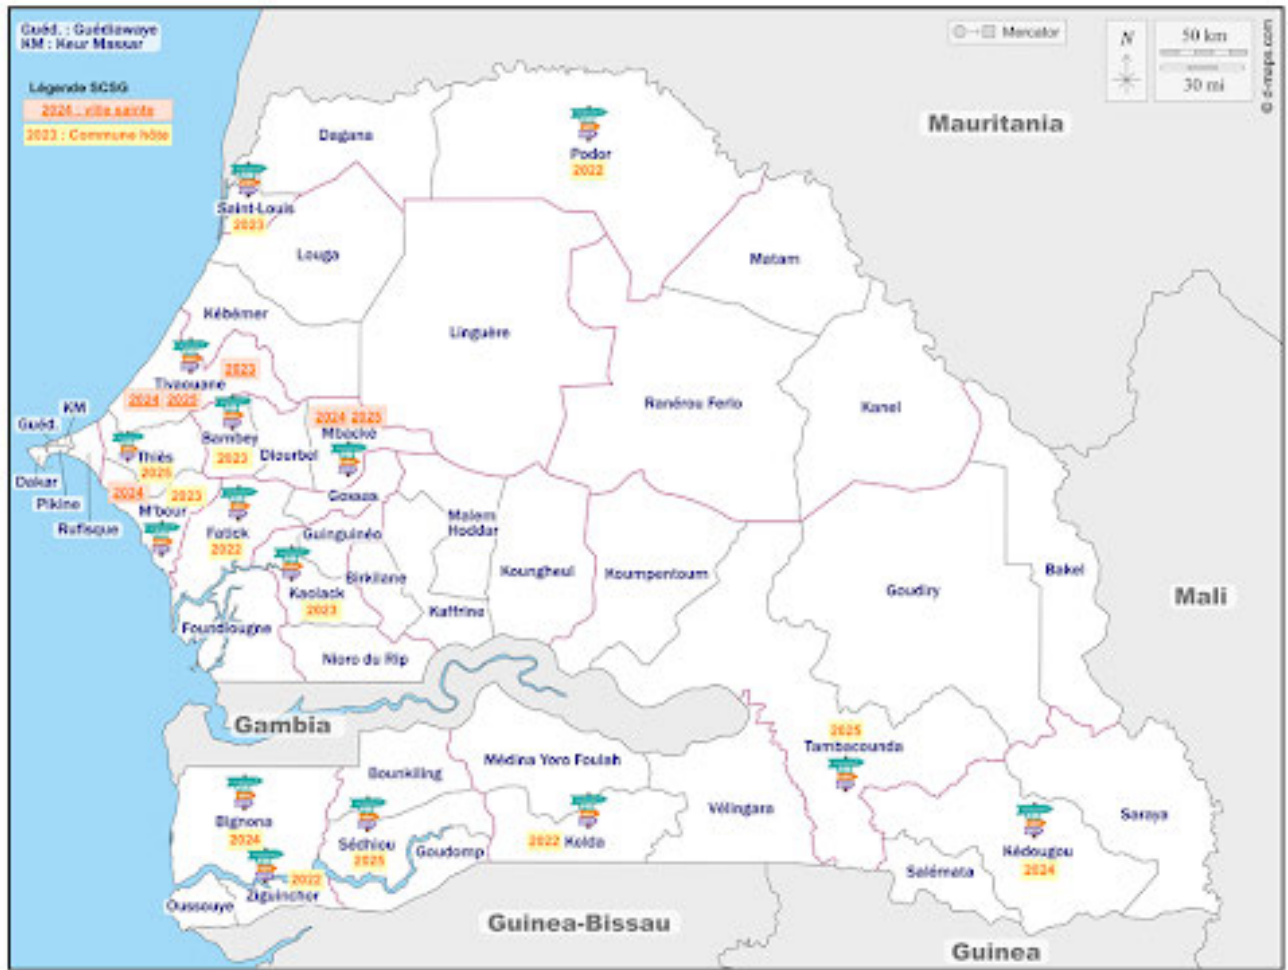 Guéd. : Guédiawaye
KM : Keur Massar
Légende SCSG
2024 : ville sainte
2023 : Commune hôte
Mercator
N
50 km
30 mi
© d-maps.com
Mauritania
Dagana
Podor
2022
Saint-Louis
2023
Louga
Matam
Kébémer
Linguère
Tivaouane
2023
2024 2025
Ranérou Ferlo
Kanel
KM
Guéd.
2024 2025
Mbacké
Bambey
2023
Diourbel
Thiès
2025
Dakar
Pikine
Rufisque
2024
2023
M'bour
Gossas
Fatick
2022
Guinguinéo
Malem
Hoddar
Birkilane
Koungheul
Koumpentoum
Goudiry
Bakel
Mali
Kaolack
2023
Kaffrine
Foundiougne
Nioro du Rip
Gambia
2025
Tambacounda
Médina Yoro Foulah
Bounkiling
Vélingara
Saraya
Bignona
2024
Sédhiou
2025
Goudomp
2022 Kolda
Kédougou
2024
Salémata
2022
Ziguinchor
Oussouye
Guinea-Bissau
Guinea